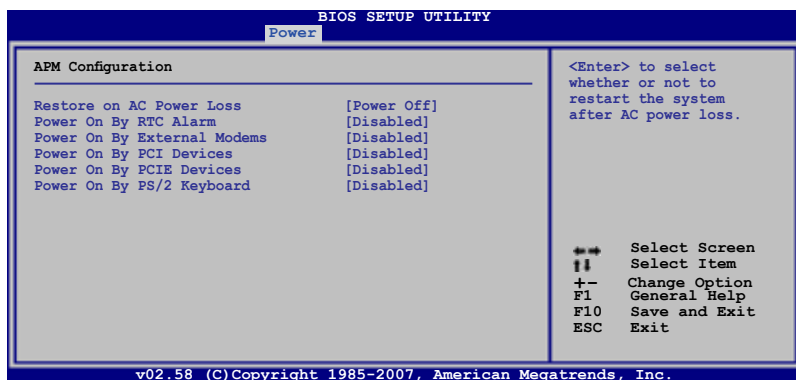 BIOS SETUP UTILITY
Power
APM Configuration
Restore on AC Power Loss [Power Off]
Power On By RTC Alarm [Disabled]
Power On By External Modems [Disabled]
Power On By PCI Devices [Disabled]
Power On By PCIE Devices [Disabled]
Power On By PS/2 Keyboard [Disabled]
<Enter> to select
whether or not to
restart the system
after AC power loss.
←→ Select Screen
↑↓ Select Item
+- Change Option
F1 General Help
F10 Save and Exit
ESC Exit
v02.58 (C)Copyright 1985-2007, American Megatrends, Inc.